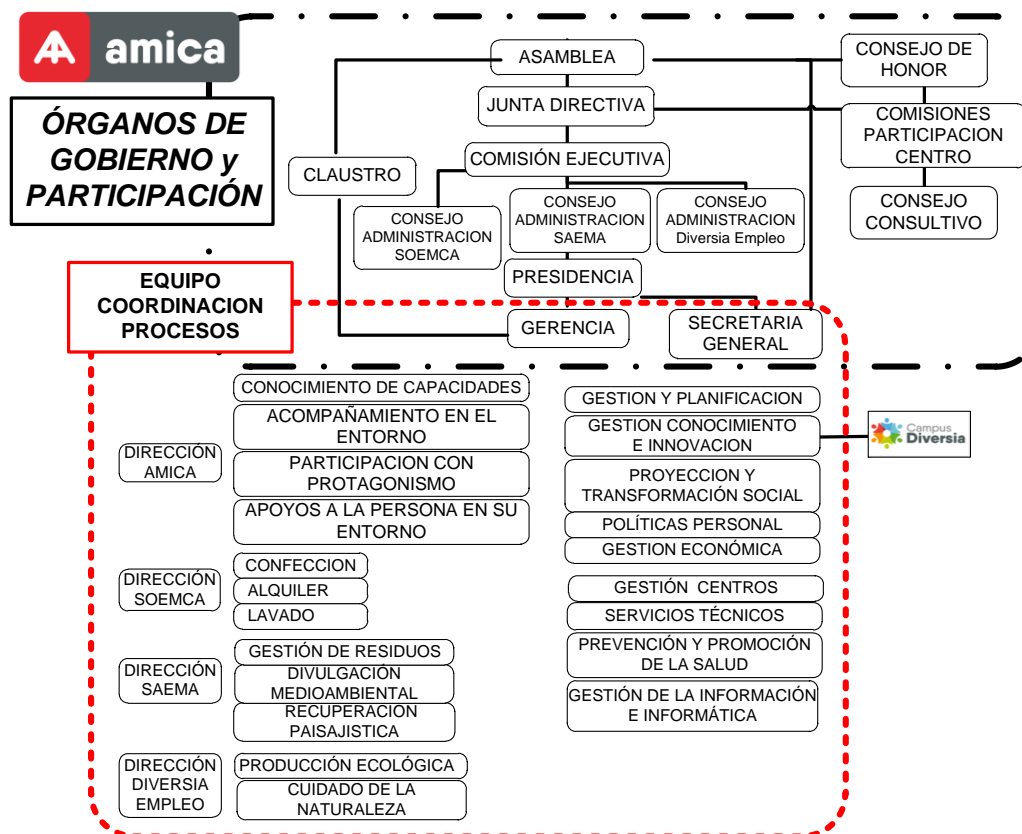 amica
ÓRGANOS DE
GOBIERNO y
PARTICIPACIÓN
ASAMBLEA
JUNTA DIRECTIVA
COMISIÓN EJECUTIVA
CLAUSTRO
CONSEJO
ADMINISTRACION
SOEMCA
CONSEJO
ADMINISTRACION
SAEMA
CONSEJO
ADMINISTRACION
Diversia Empleo
PRESIDENCIA
GERENCIA
SECRETARIA
GENERAL
CONSEJO DE
HONOR
COMISIONES
PARTICIPACION
CENTRO
CONSEJO
CONSULTIVO
EQUIPO
COORDINACION
PROCESOS
DIRECCIÓN
AMICA
CONOCIMIENTO DE CAPACIDADES
ACOMPAÑAMIENTO EN EL
ENTORNO
PARTICIPACION CON
PROTAGONISMO
APOYOS A LA PERSONA EN SU
ENTORNO
DIRECCIÓN
SOEMCA
CONFECCION
ALQUILER
LAVADO
DIRECCIÓN
SAEMA
GESTIÓN DE RESIDUOS
DIVULGACIÓN
MEDIOAMBIENTAL
RECUPERACION
PAISAJISTICA
DIRECCIÓN
DIVERSIA
EMPLEO
PRODUCCIÓN ECOLÓGICA
CUIDADO DE LA
NATURALEZA
GESTION Y PLANIFICACION
GESTION CONOCIMIENTO
E INNOVACION
PROYECCION Y
TRANSFORMACIÓN SOCIAL
POLÍTICAS PERSONAL
GESTION ECONÓMICA
GESTIÓN CENTROS
SERVICIOS TÉCNICOS
PREVENCIÓN Y PROMOCIÓN
DE LA SALUD
GESTIÓN DE LA INFORMACIÓN
E INFORMÁTICA
Campus
Diversia